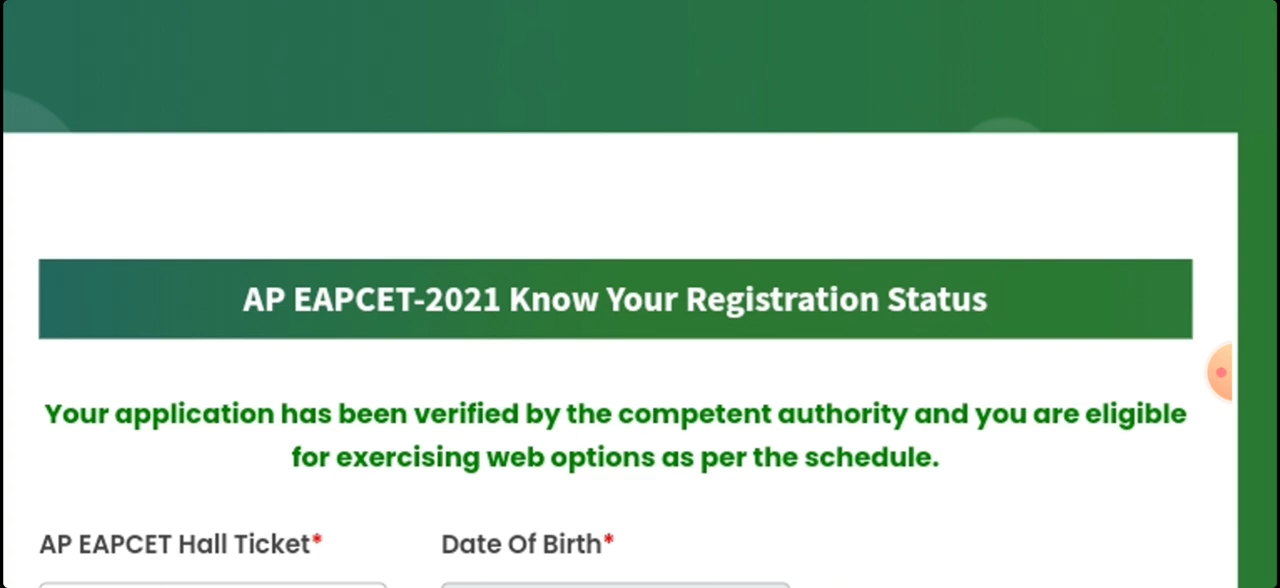 AP EAPCET-2021 Know Your Registration Status
Your application has been verified by the competent authority and you are eligible
for exercising web options as per the schedule.
AP EAPCET Hall Ticket* Date Of Birth*